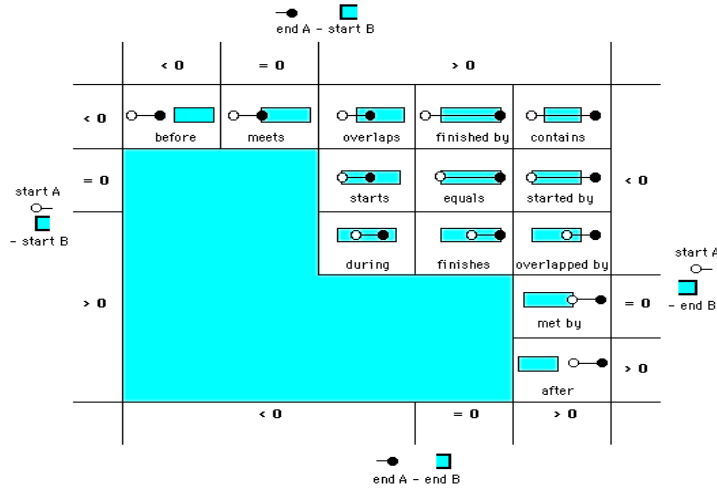 end A - start B
< 0
= 0
> 0
< 0
before
meets
overlaps
finished by
contains
start A
- start B
= 0
starts
equals
started by
< 0
during
finishes
overlapped by
start A
- end B
> 0
met by
= 0
after
> 0
< 0
= 0
> 0
end A - end B